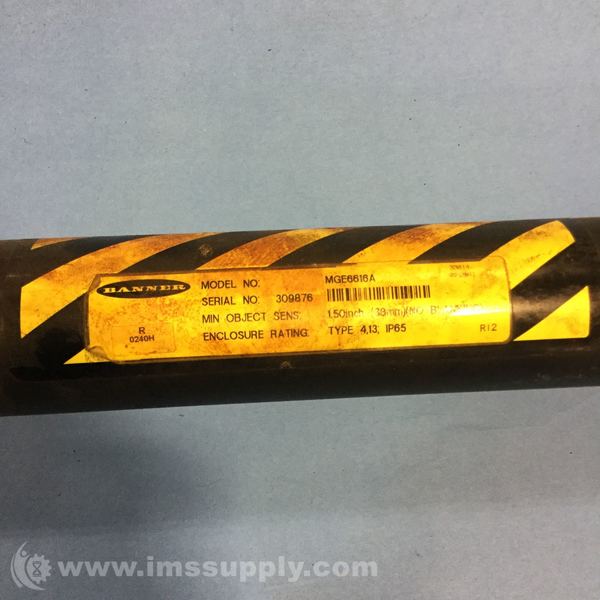 BANNER
MODEL NO: MGE6616A
SERIAL NO: 309876
MIN OBJECT SENS: 1.50inch (38mm)(NO
ENCLOSURE RATING: TYPE 4,13; IP65 R12
R
0240H
www.imssupply.com